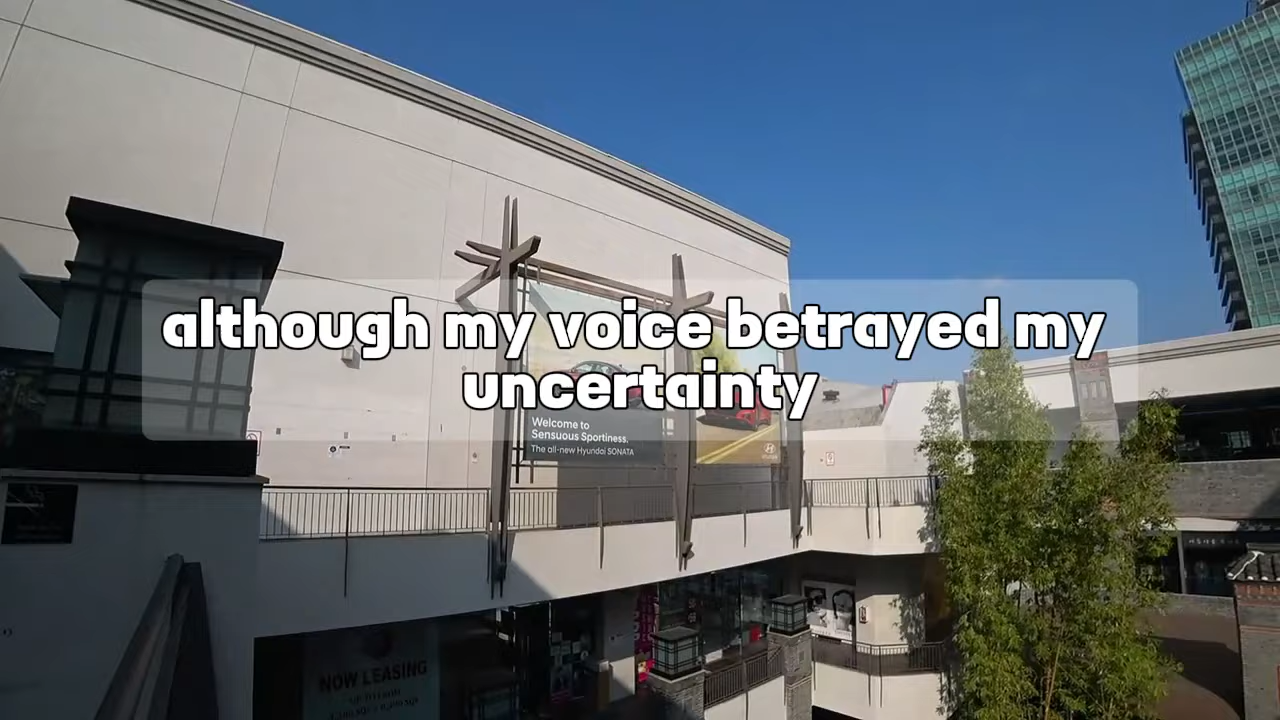 although my voice betrayed my
uncertainty
Welcome to
Sensuous Sportiness.
The all-new Hyundai SONATA
NOW LEASING